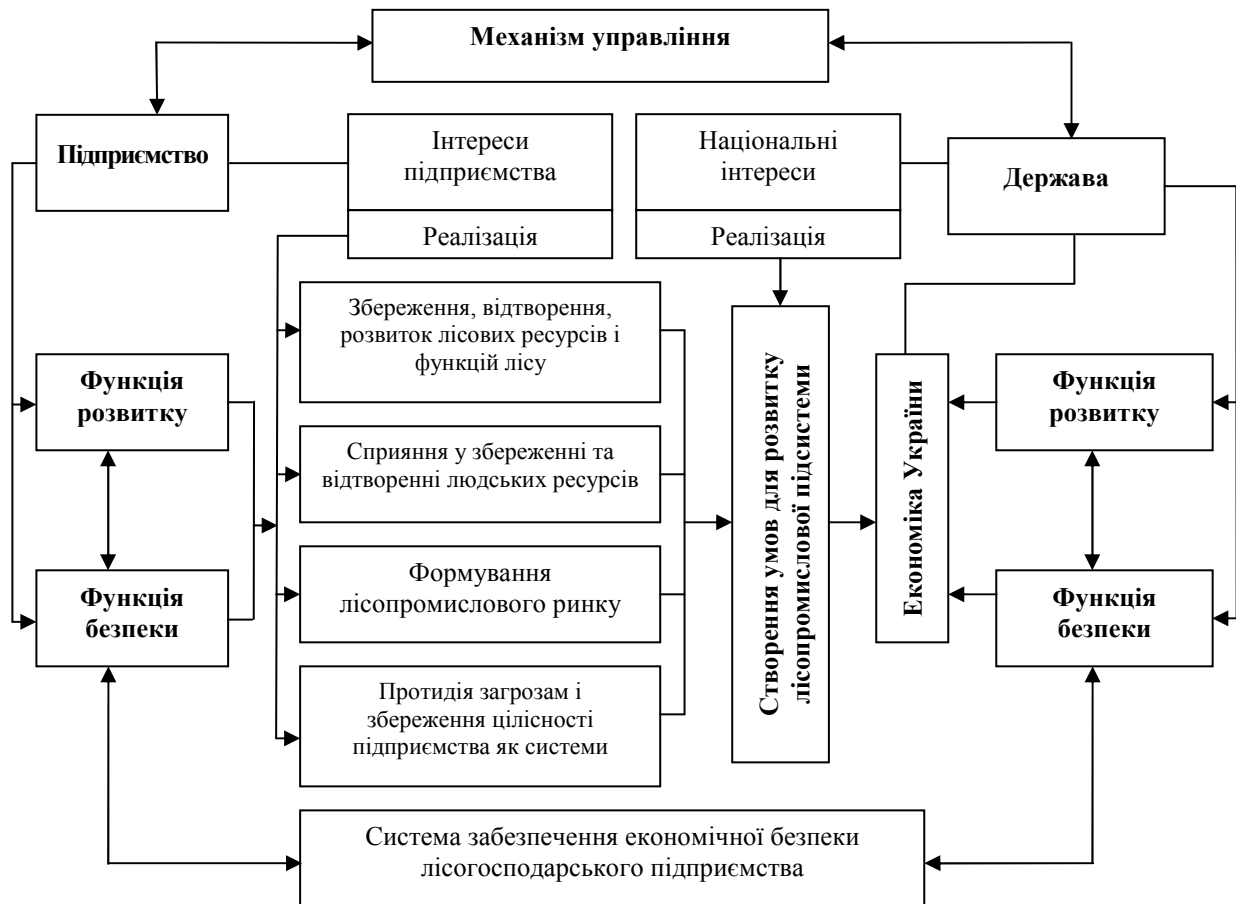 Механізм управління
Підприємство
Інтереси
підприємства
Реалізація
Національні
інтереси
Реалізація
Держава
Збереження, відтворення,
розвиток лісових ресурсів і
функцій лісу
Сприяння у збереженні та
відтворенні людських ресурсів
Формування
лісопромислового ринку
Протидія загрозам і
збереження цілісності
підприємства як системи
Функція
розвитку
Функція
безпеки
Створення умов для розвитку
лісопромислової підсистеми
Економіка України
Функція
розвитку
Функція
безпеки
Система забезпечення економічної безпеки
лісогосподарського підприємства